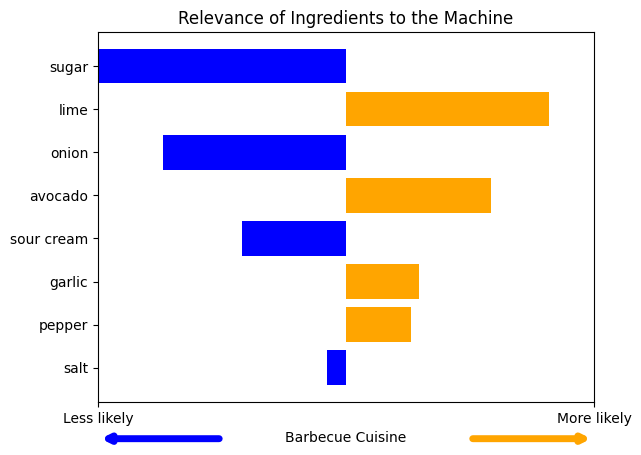 Relevance of Ingredients to the Machine
sugar
lime
onion
avocado
sour cream
garlic
pepper
salt
Less likely
More likely
Barbecue Cuisine